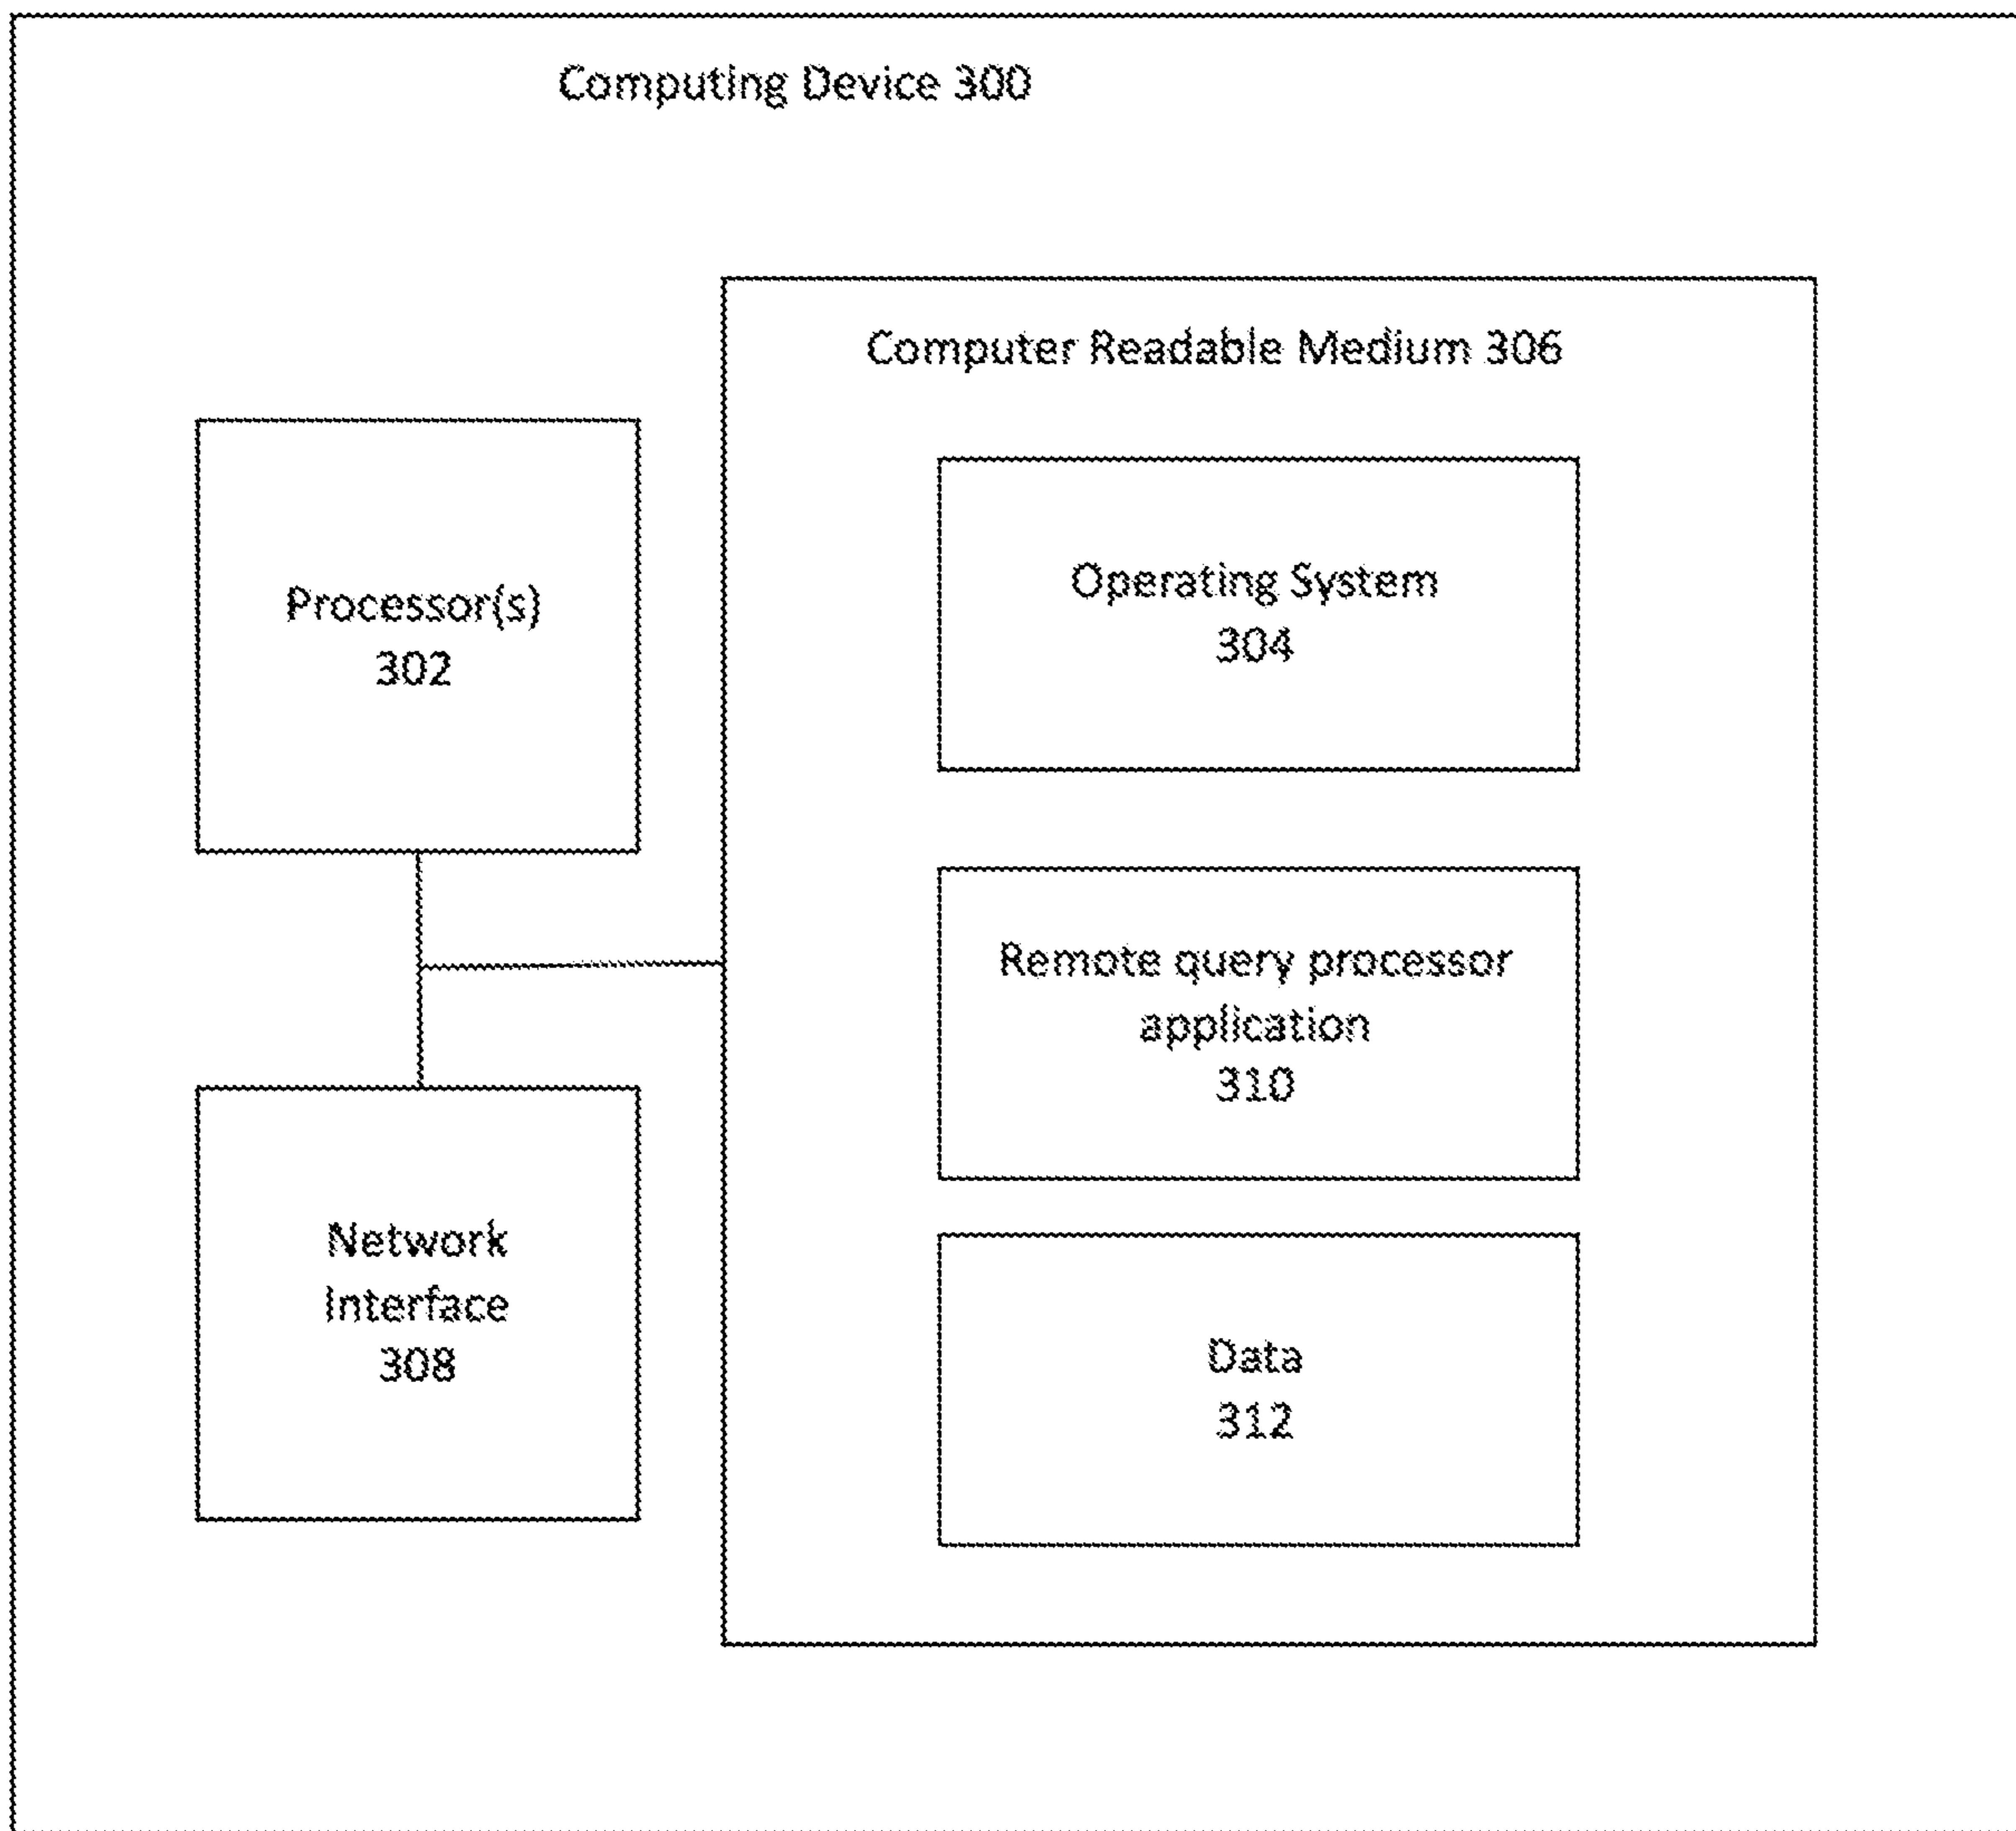 Computing Device 300
Computer Readable Medium 306
Processor(s)
302
Operating System
304
Remote query processor
application
310
Network
Interface
308
Data
312